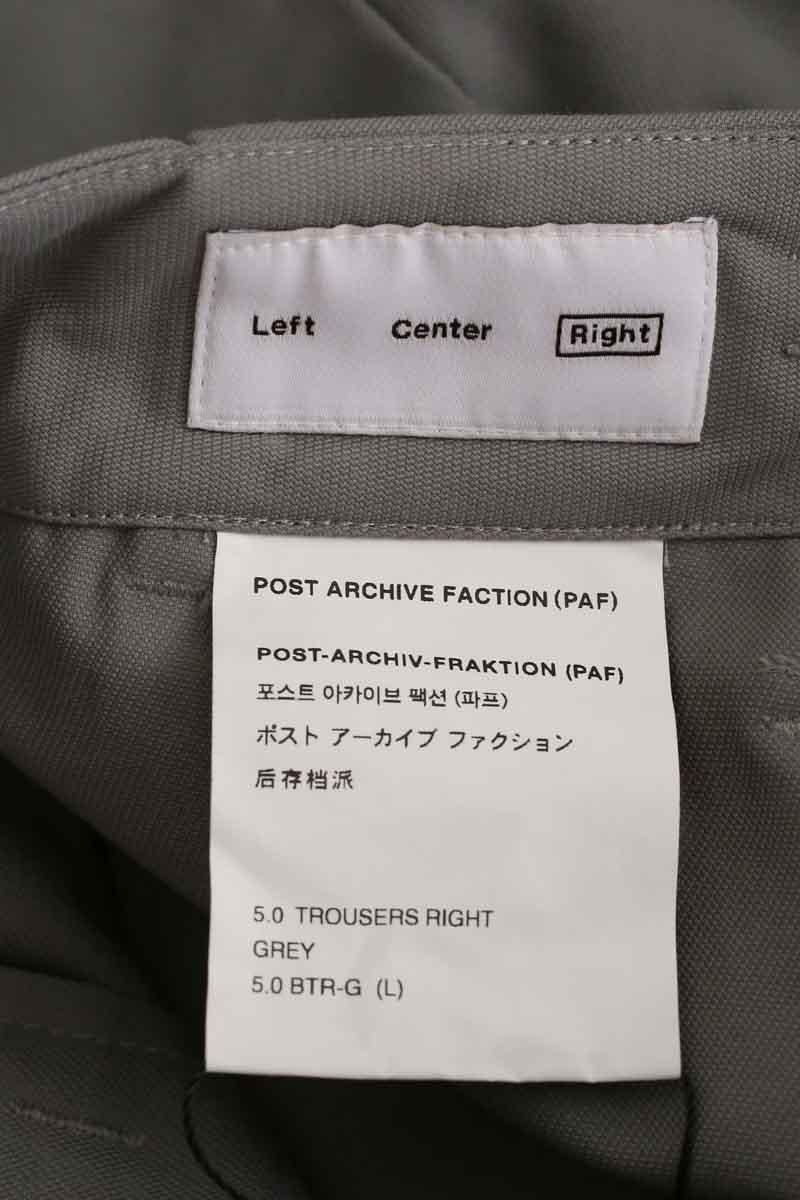 Left Center Right
POST ARCHIVE FACTION (PAF)
POST-ARCHIV-FRAKTION (PAF)
포스트 아카이브 팩션 (파프)
ポスト アーカイブ ファクション
后存档派
5.0 TROUSERS RIGHT
GREY
5.0 BTR-G (L)